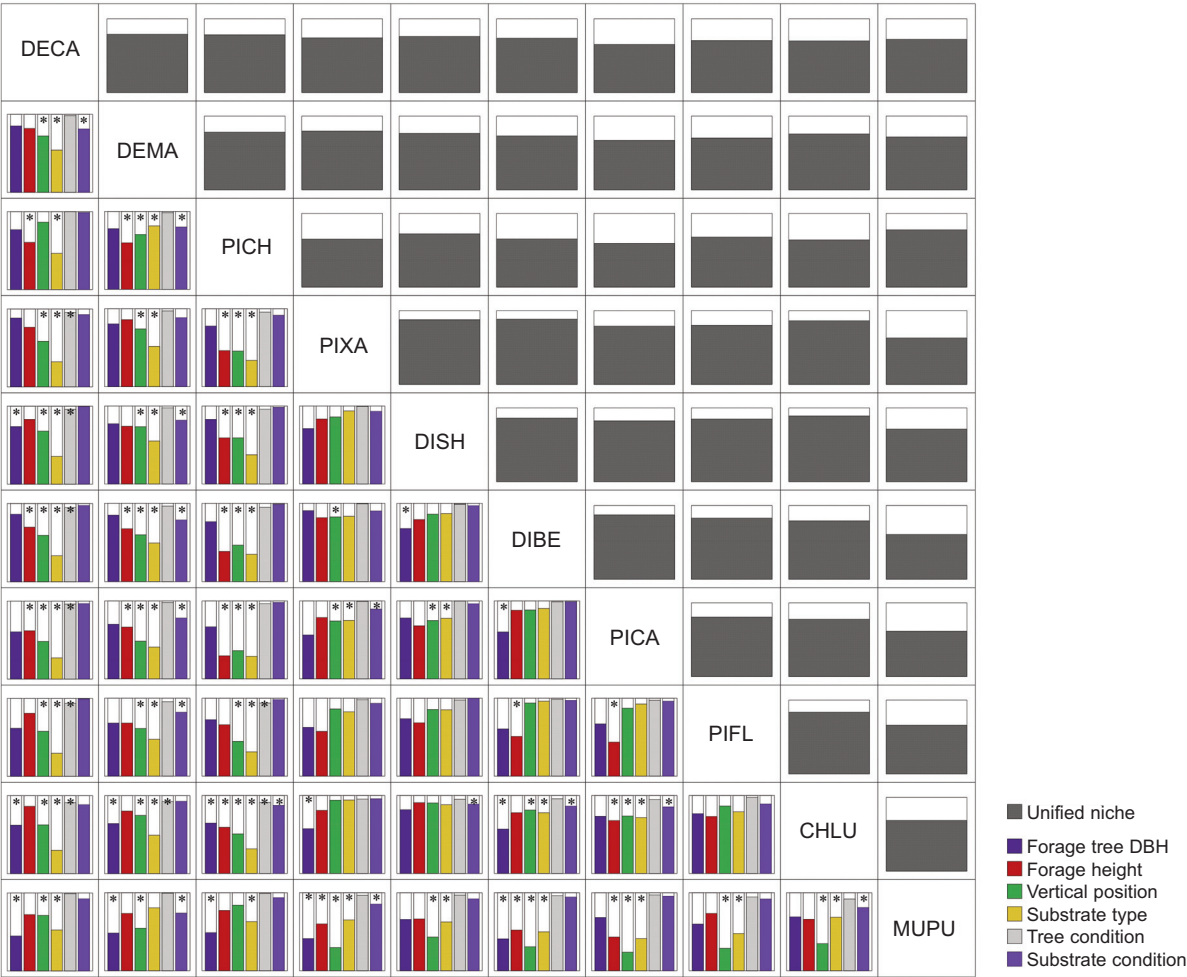 DECA
DEMA
PICH
PIXA
DISH
DIBE
PICA
PIFL
CHLU
MUPU
Unified niche
Forage tree DBH
Forage height
Vertical position
Substrate type
Tree condition
Substrate condition